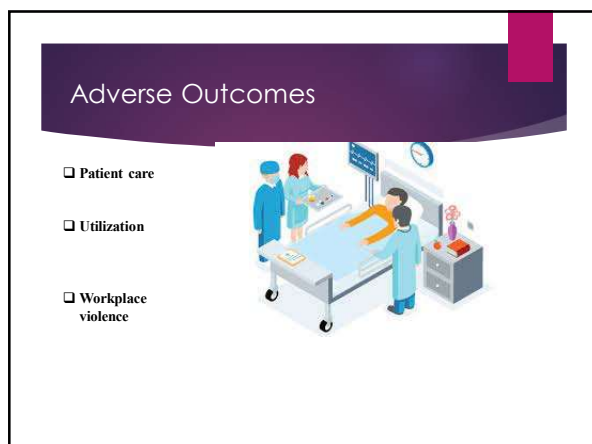 Adverse Outcomes
❑ Patient care
❑ Utilization
❑ Workplace
violence